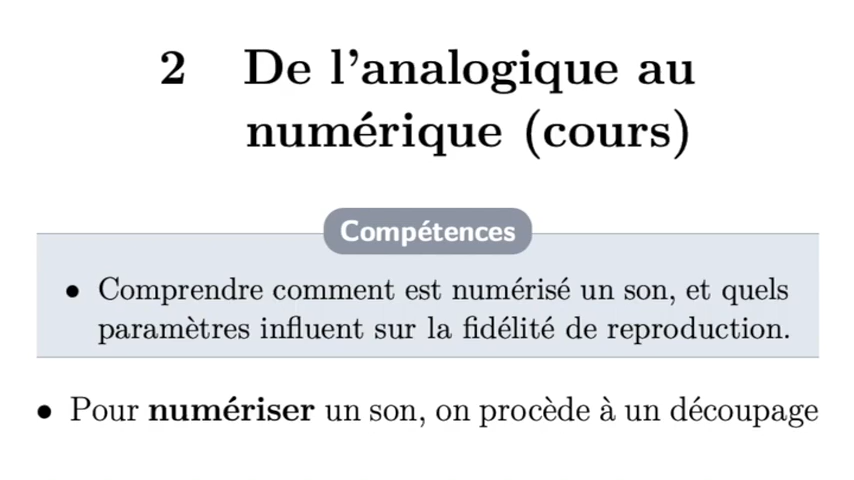 2 De l'analogique au
numérique (cours)
Compétences
• Comprendre comment est numérisé un son, et quels
paramètres influent sur la fidélité de reproduction.
• Pour numériser un son, on procède à un découpage